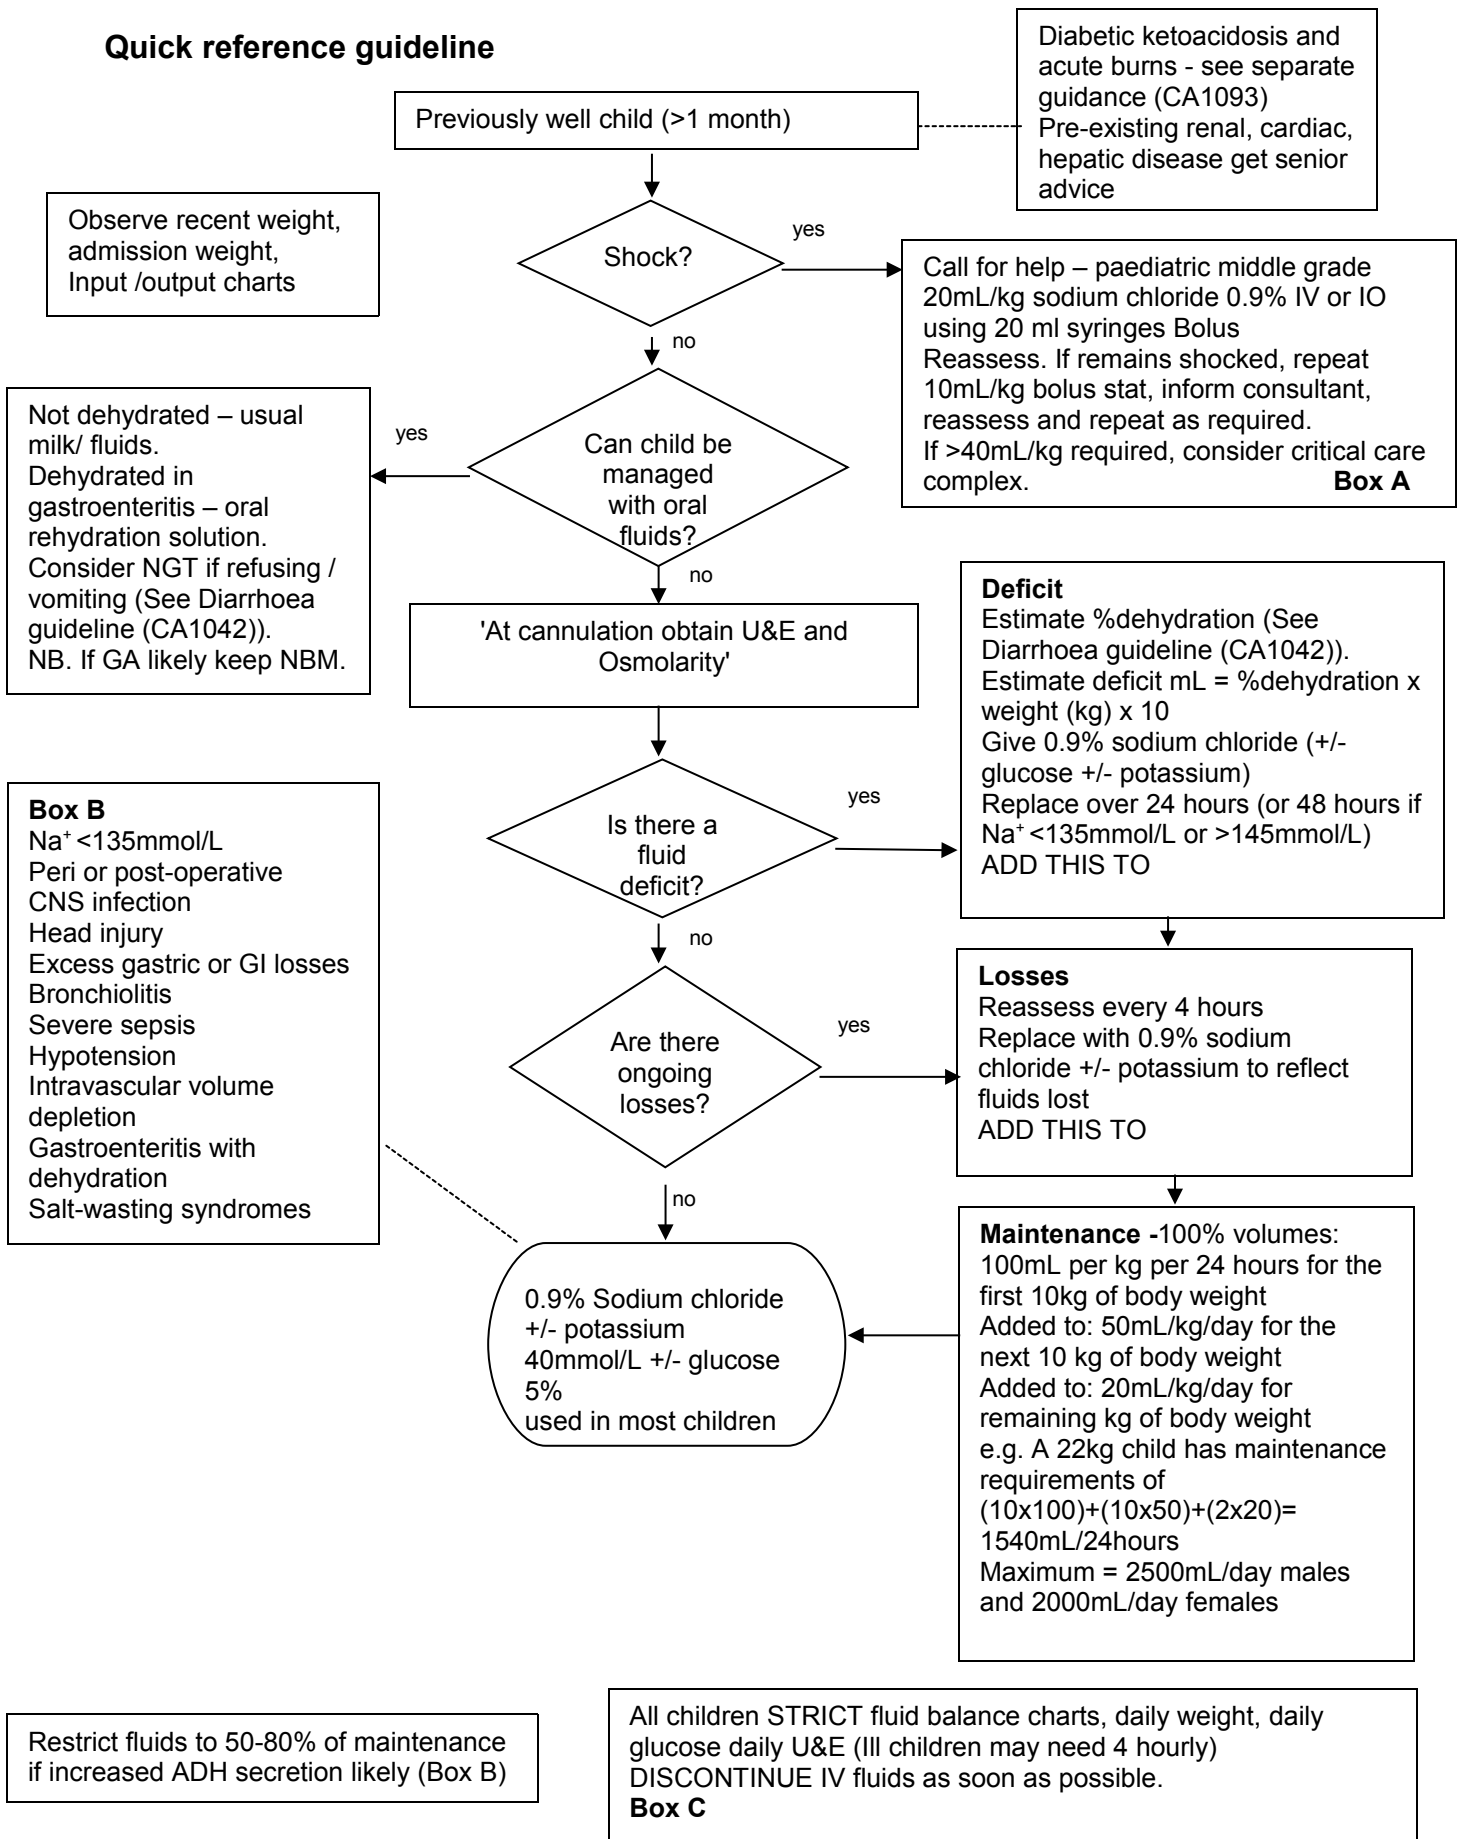 Quick reference guideline
Diabetic ketoacidosis and
acute burns - see separate
guidance (CA1093)
Pre-existing renal, cardiac,
hepatic disease get senior
advice
Previously well child (>1 month)
Observe recent weight,
admission weight,
Input /output charts
Shock?
yes
Call for help – paediatric middle grade
20mL/kg sodium chloride 0.9% IV or IO
using 20 ml syringes Bolus
Reassess. If remains shocked, repeat
10mL/kg bolus stat, inform consultant,
reassess and repeat as required.
If >40mL/kg required, consider critical care
complex. Box A
no
Not dehydrated – usual
milk/ fluids.
Dehydrated in
gastroenteritis – oral
rehydration solution.
Consider NGT if refusing /
vomiting (See Diarrhoea
guideline (CA1042)).
NB. If GA likely keep NBM.
yes
Can child be
managed
with oral
fluids?
no
'At cannulation obtain U&E and
Osmolarity'
Deficit
Estimate %dehydration (See
Diarrhoea guideline (CA1042)).
Estimate deficit mL = %dehydration x
weight (kg) x 10
Give 0.9% sodium chloride (+/-
glucose +/- potassium)
Replace over 24 hours (or 48 hours if
Na⁺ <135mmol/L or >145mmol/L)
ADD THIS TO
Is there a
fluid
deficit?
yes
no
Box B
Na⁺ <135mmol/L
Peri or post-operative
CNS infection
Head injury
Excess gastric or GI losses
Bronchiolitis
Severe sepsis
Hypotension
Intravascular volume
depletion
Gastroenteritis with
dehydration
Salt-wasting syndromes
Are there
ongoing
losses?
yes
Losses
Reassess every 4 hours
Replace with 0.9% sodium
chloride +/- potassium to reflect
fluids lost
ADD THIS TO
no
0.9% Sodium chloride
+/- potassium
40mmol/L +/- glucose
5%
used in most children
Maintenance -100% volumes:
100mL per kg per 24 hours for the
first 10kg of body weight
Added to: 50mL/kg/day for the
next 10 kg of body weight
Added to: 20mL/kg/day for
remaining kg of body weight
e.g. A 22kg child has maintenance
requirements of
(10x100)+(10x50)+(2x20)=
1540mL/24hours
Maximum = 2500mL/day males
and 2000mL/day females
Restrict fluids to 50-80% of maintenance
if increased ADH secretion likely (Box B)
All children STRICT fluid balance charts, daily weight, daily
glucose daily U&E (Ill children may need 4 hourly)
DISCONTINUE IV fluids as soon as possible.
Box C